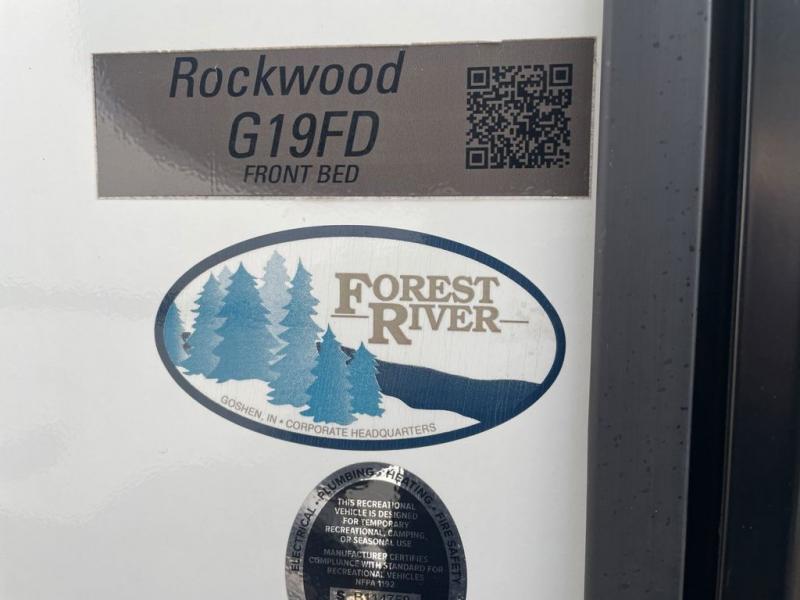 Rockwood
G19FD
FRONT BED
FOREST
RIVER
GOSHEN, IN • CORPORATE HEADQUARTERS
ELECTRICAL • PLUMBING • HEATING • FIRE SAFETY
THIS RECREATIONAL
VEHICLE IS DESIGNED
FOR TEMPORARY
RECREATIONAL, CAMPING,
OR SEASONAL USE
MANUFACTURER CERTIFIES
COMPLIANCE WITH STANDARD FOR
RECREATIONAL VEHICLES
NFPA 1192